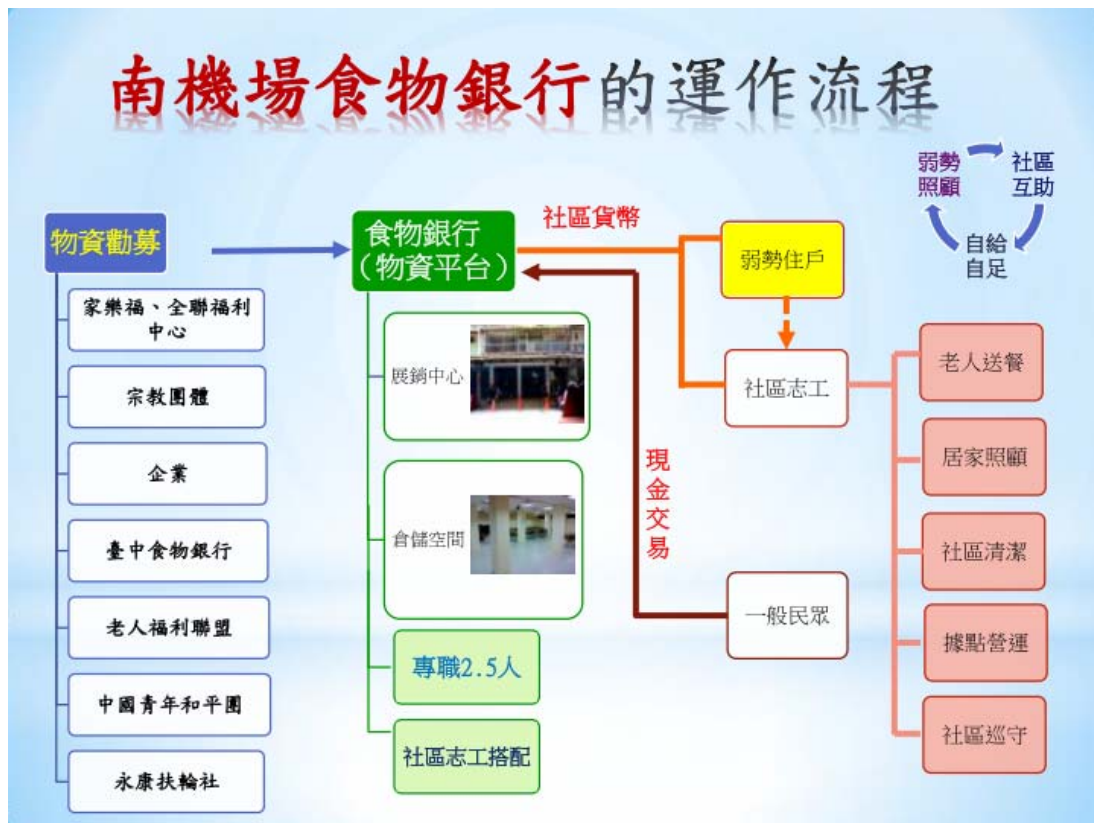 南機場食物銀行的運作流程
弱勢
照顧
社區
互助
自給
自足
物資勸募
家樂福、全聯福利
中心
宗教團體
企業
臺中食物銀行
老人福利聯盟
中國青年和平團
永康扶輪社
食物銀行
（物資平台）
展銷中心
倉儲空間
專職2.5人
社區志工搭配
社區貨幣
現
金
交
易
弱勢住戶
社區志工
一般民眾
老人送餐
居家照顧
社區清潔
據點營運
社區巡守